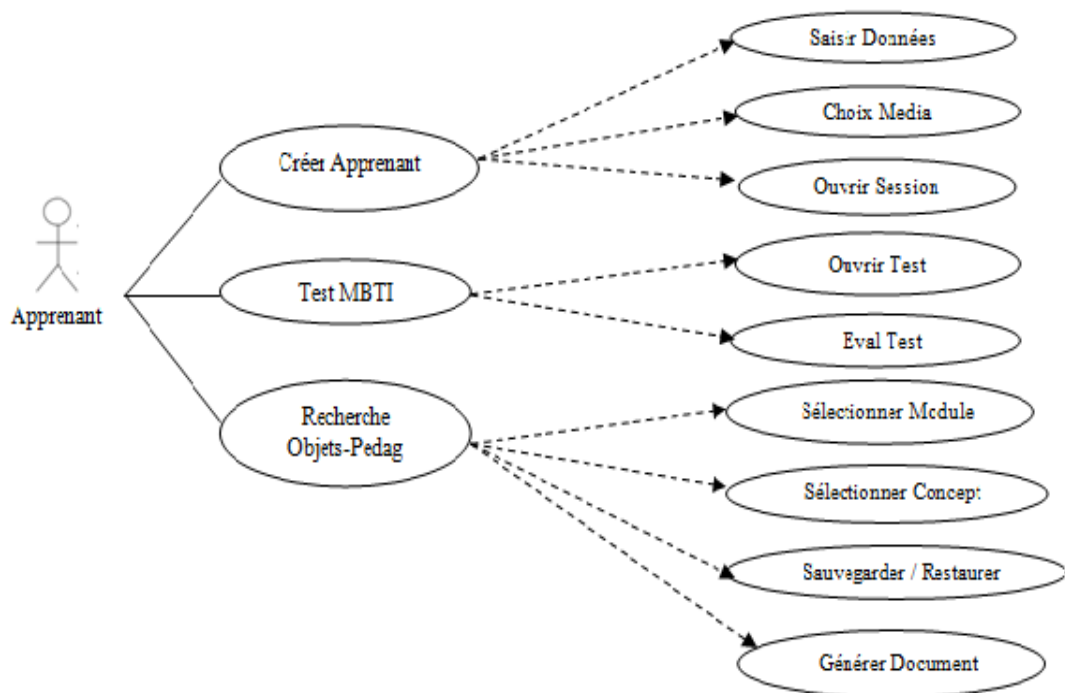 Saisir Données
Choix Media
Créer Apprenant
Ouvrir Session
Apprenant
Test MBTI
Ouvrir Test
Eval Test
Recherche
Objets-Pedag
Sélectionner Module
Sélectionner Concept
Sauvegarder / Restaurer
Générer Document